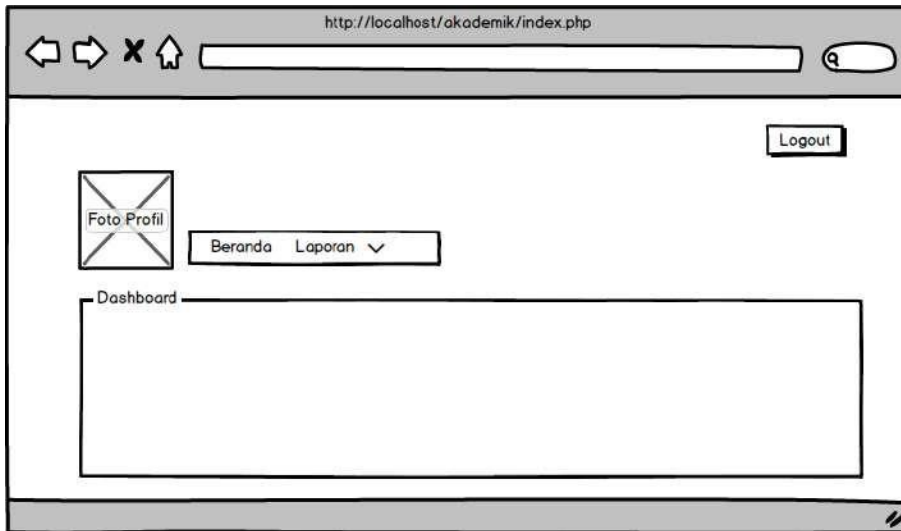 http://localhost/akademik/index.php
Logout
Foto Profil
Beranda Laporan
Dashboard